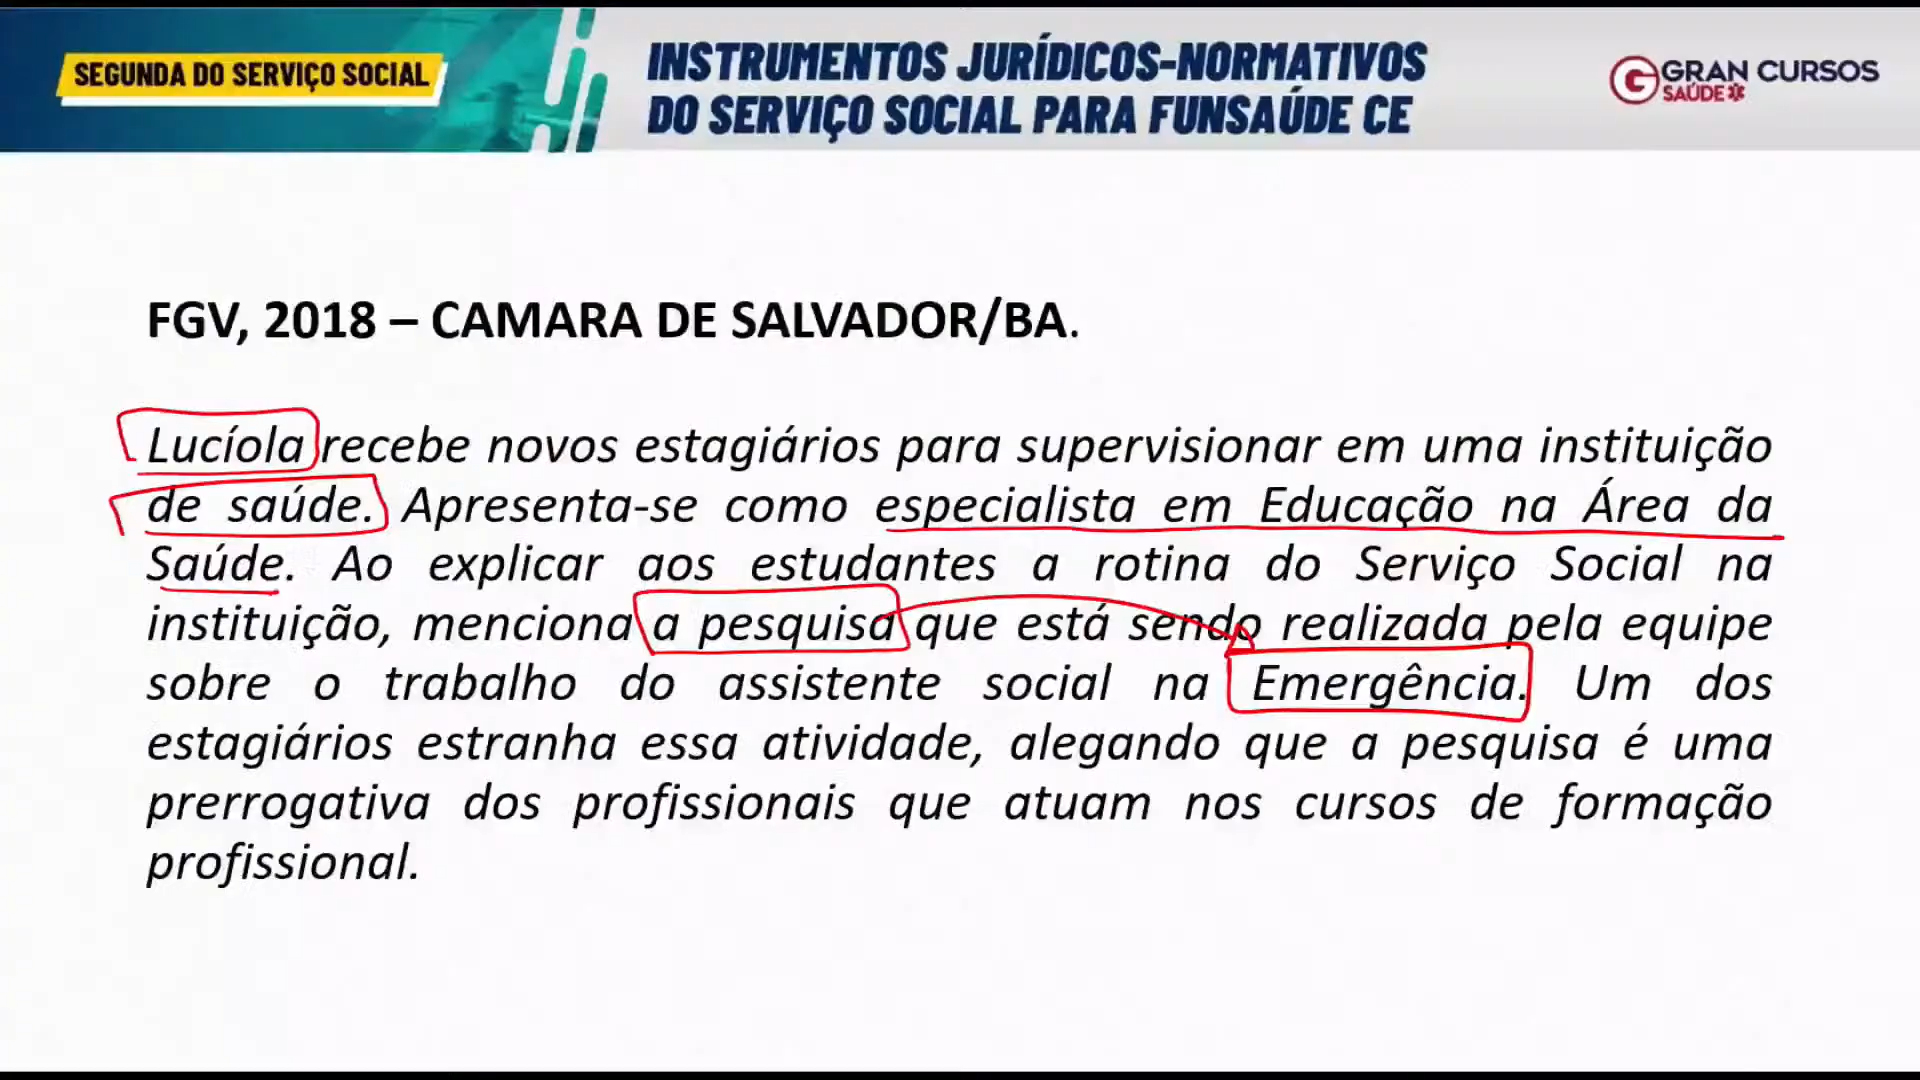 SEGUNDA DO SERVIÇO SOCIAL
INSTRUMENTOS JURÍDICOS-NORMATIVOS
DO SERVIÇO SOCIAL PARA FUNSAÚDE CE
GRAN CURSOS
SAÚDE
FGV, 2018 – CAMARA DE SALVADOR/BA.
Lucíola recebe novos estagiários para supervisionar em uma instituição
de saúde. Apresenta-se como especialista em Educação na Área da
Saúde. Ao explicar aos estudantes a rotina do Serviço Social na
instituição, menciona a pesquisa que está sendo realizada pela equipe
sobre o trabalho do assistente social na Emergência. Um dos
estagiários estranha essa atividade, alegando que a pesquisa é uma
prerrogativa dos profissionais que atuam nos cursos de formação
profissional.